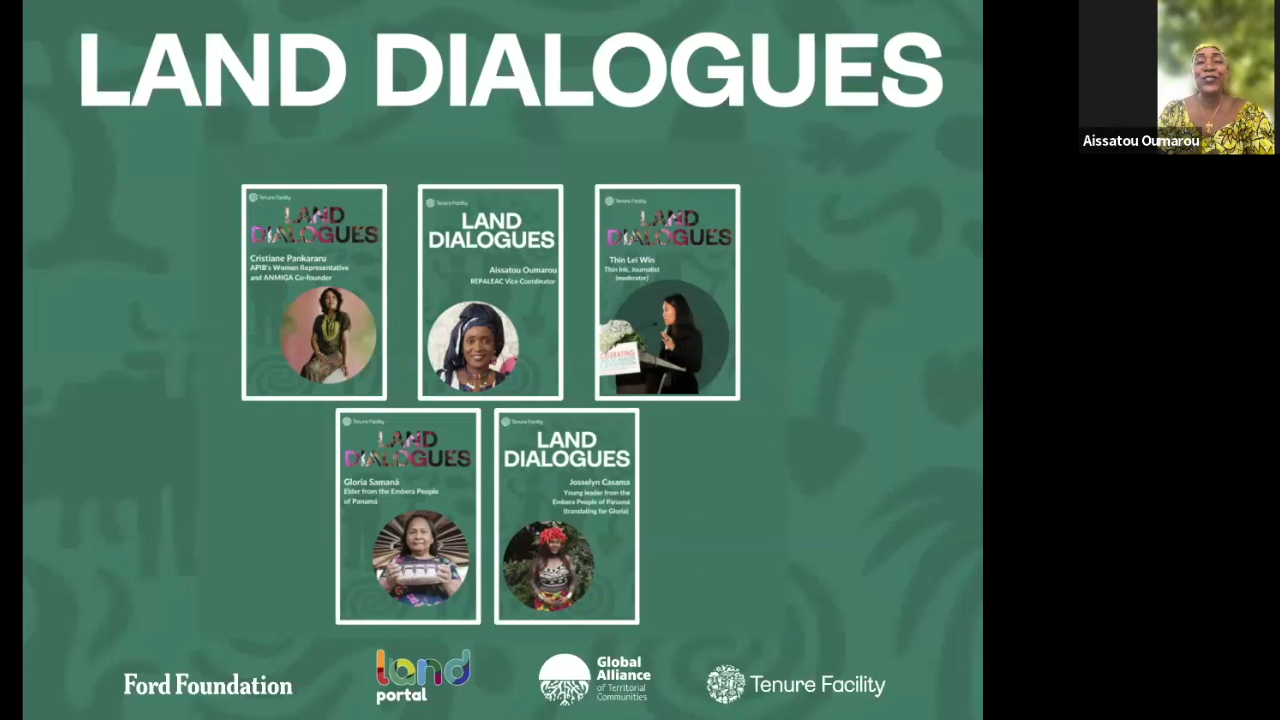 LAND DIALOGUES
Aissatou Oumarou
Tenure Facility
LAND
DIALOGUES
Cristiane Pankararu
APIB's Women Representative
and ANMIGA Co-founder
Tenure Facility
LAND
DIALOGUES
Aissatou Oumarou
REPALEAC Vice Coordinator
Tenure Facility
LAND
DIALOGUES
Thin Lei Win
Thin Ink, Journalist
(moderator)
CELEBRATING
Tenure Facility
LAND
DIALOGUES
Gloria Samaná
Elder from the Embera People
of Panamá
Tenure Facility
LAND
DIALOGUES
Josselyn Casama
Young leader from the
Embera People of Panamá
(translating for Gloria)
Ford Foundation
land
portal
Global
Alliance
of Territorial
Communities
Tenure Facility